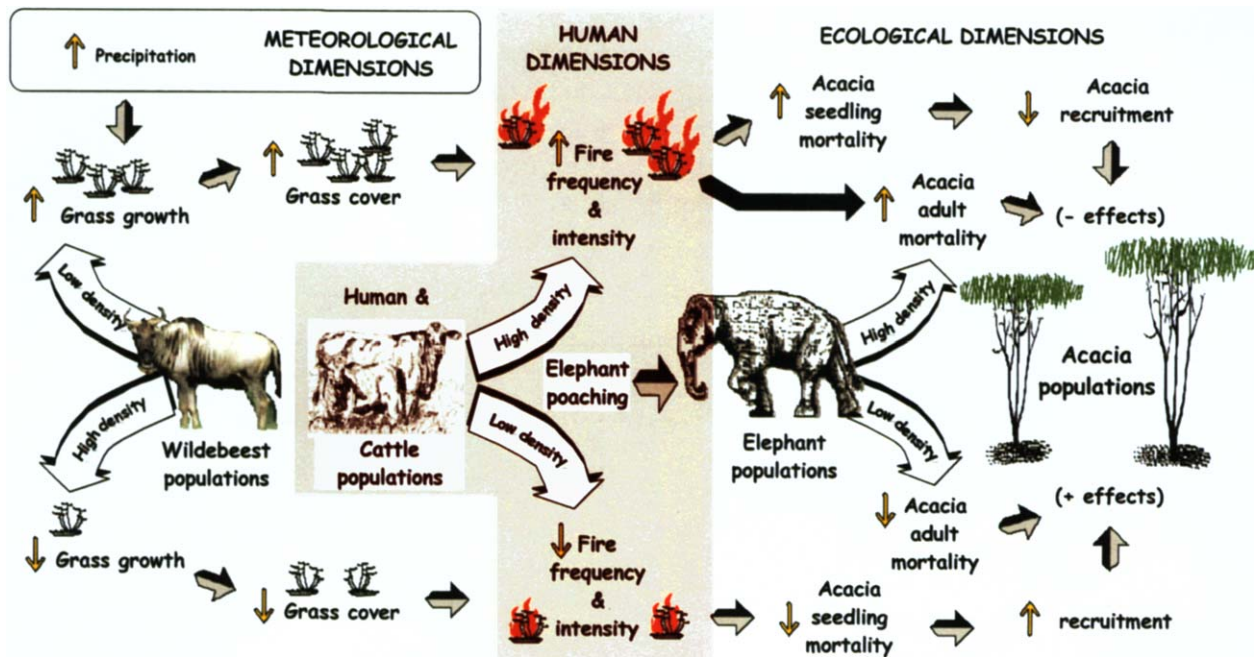 METEOROLOGICAL
DIMENSIONS
Precipitation
HUMAN
DIMENSIONS
ECOLOGICAL DIMENSIONS
Grass growth
Grass cover
Fire
frequency
&
intensity
Acacia
seedling
mortality
Acacia
recruitment
Acacia
adult
mortality
(- effects)
Low density
High density
Wildebeest
populations
Human &
Cattle
populations
High density
Low density
Elephant
poaching
Elephant
populations
High density
Low density
Acacia
populations
Grass growth
Grass cover
Fire
frequency
&
intensity
Acacia
adult
mortality
(+ effects)
Acacia
seedling
mortality
recruitment